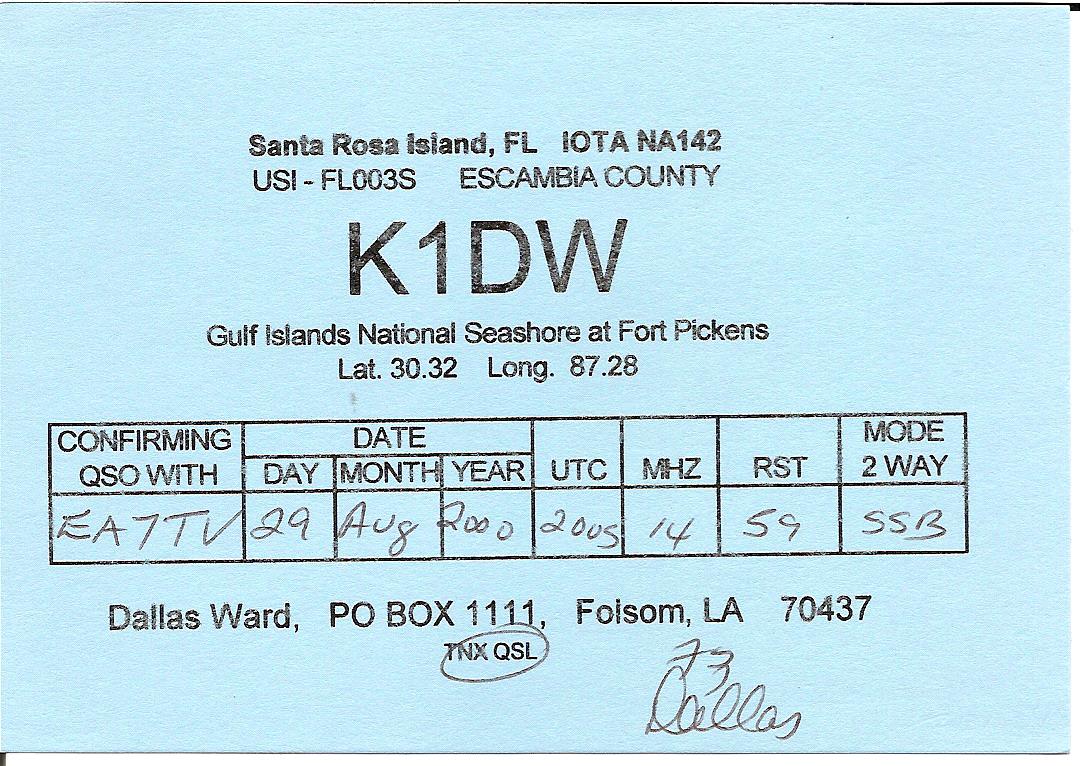 Santa Rosa Island, FL IOTA NA142
USI - FL003S ESCAMBIA COUNTY
K1DW
Gulf Islands National Seashore at Fort Pickens
Lat. 30.32 Long. 87.28
CONFIRMING QSO WITH DATE DAY MONTH YEAR UTC MHZ RST MODE 2 WAY
EA7TV 29 Aug 2000 2005 14 59 SSB
Dallas Ward, PO BOX 1111, Folsom, LA 70437
TNX QSL
73
Dallas